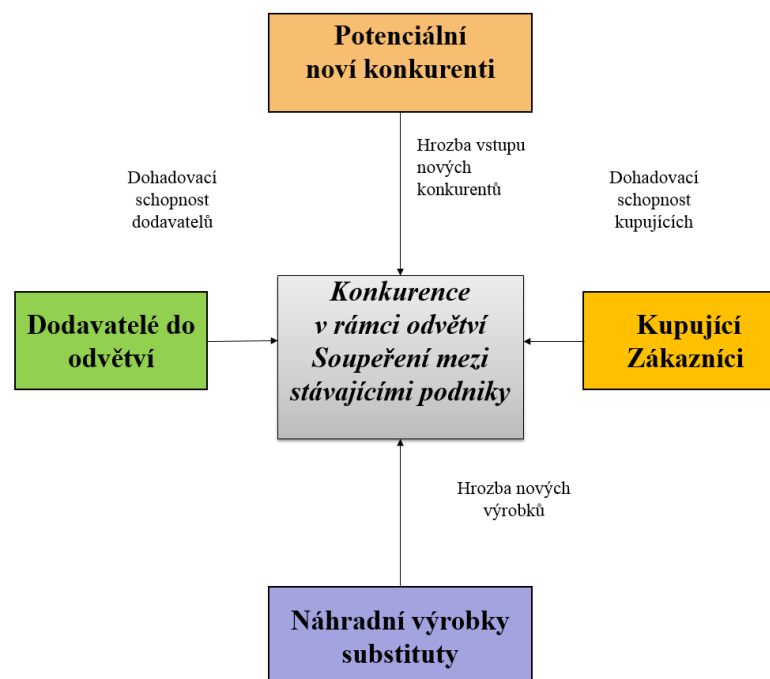 Potenciální
noví konkurenti
Hrozba vstupu
nových
konkurentů
Dohadovací
schopnost
dodavatelů
Dohadovací
schopnost
kupujících
Dodavatelé do
odvětví
Konkurence
v rámci odvětví
Soupeření mezi
stávajícími podniky
Kupující
Zákazníci
Hrozba nových
výrobků
Náhradní výrobky
substituty